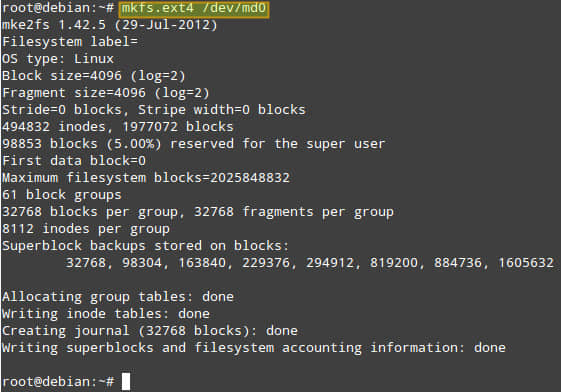 root@debian:~# mkfs.ext4 /dev/md0
mke2fs 1.42.5 (29-Jul-2012)
Filesystem label=
OS type: Linux
Block size=4096 (log=2)
Fragment size=4096 (log=2)
Stride=0 blocks, Stripe width=0 blocks
494832 inodes, 1977072 blocks
98853 blocks (5.00%) reserved for the super user
First data block=0
Maximum filesystem blocks=2025848832
61 block groups
32768 blocks per group, 32768 fragments per group
8112 inodes per group
Superblock backups stored on blocks:
        32768, 98304, 163840, 229376, 294912, 819200, 884736, 1605632

Allocating group tables: done
Writing inode tables: done
Creating journal (32768 blocks): done
Writing superblocks and filesystem accounting information: done

root@debian:~#